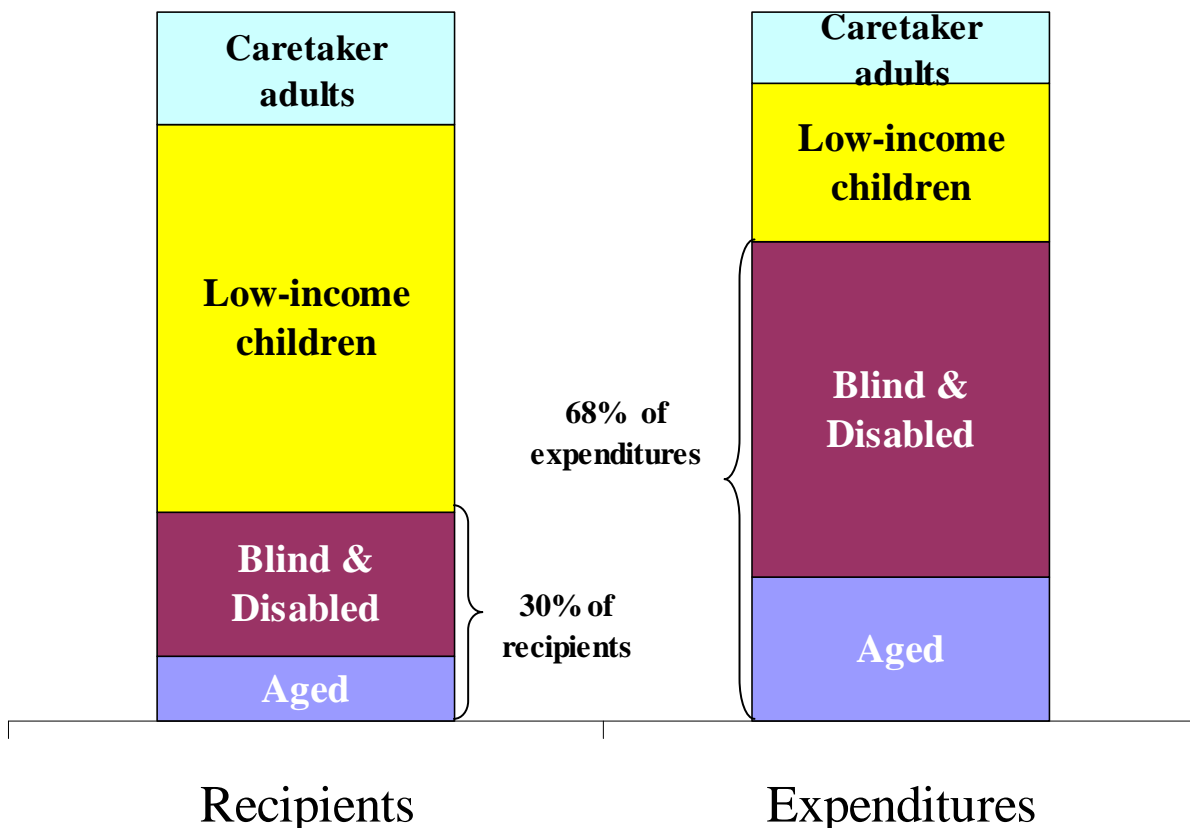 Caretaker
adults
Low-income
children
Blind &
Disabled
Aged
30% of
recipients
Caretaker
adults
Low-income
children
Blind &
Disabled
Aged
68% of
expenditures
Recipients
Expenditures